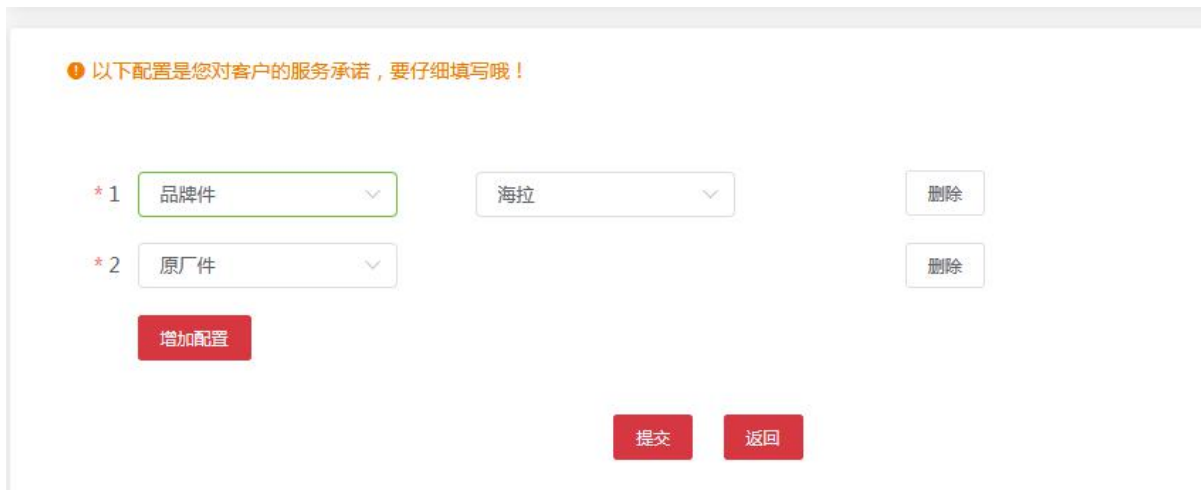 以下配置是您对客户的服务承诺，要仔细填写哦！
* 1 品牌件 海拉 删除
* 2 原厂件 删除
增加配置
提交 返回